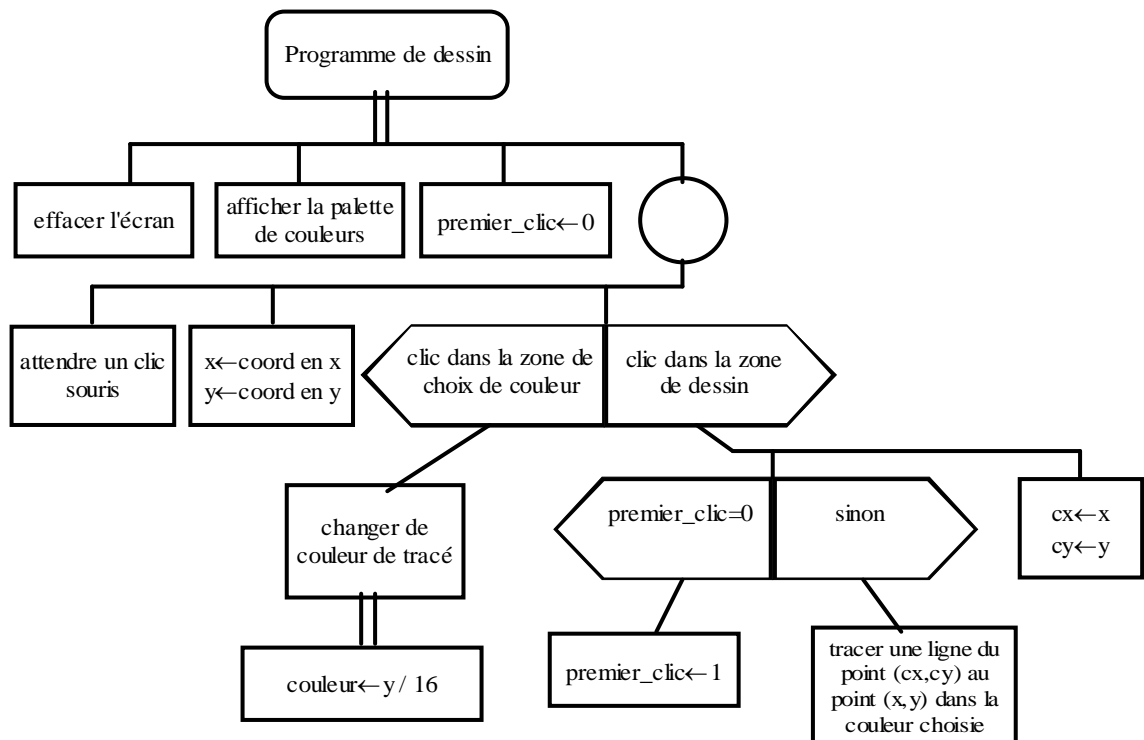 Programme de dessin
effacer l'écran
afficher la palette
de couleurs
premier_clic←0
attendre un clic
souris
x←coord en x
y←coord en y
clic dans la zone de
choix de couleur
clic dans la zone
de dessin
changer de
couleur de tracé
premier_clic=0
sinon
cx←x
cy←y
couleur←y / 16
premier_clic←1
tracer une ligne du
point (cx,cy) au
point (x,y) dans la
couleur choisie